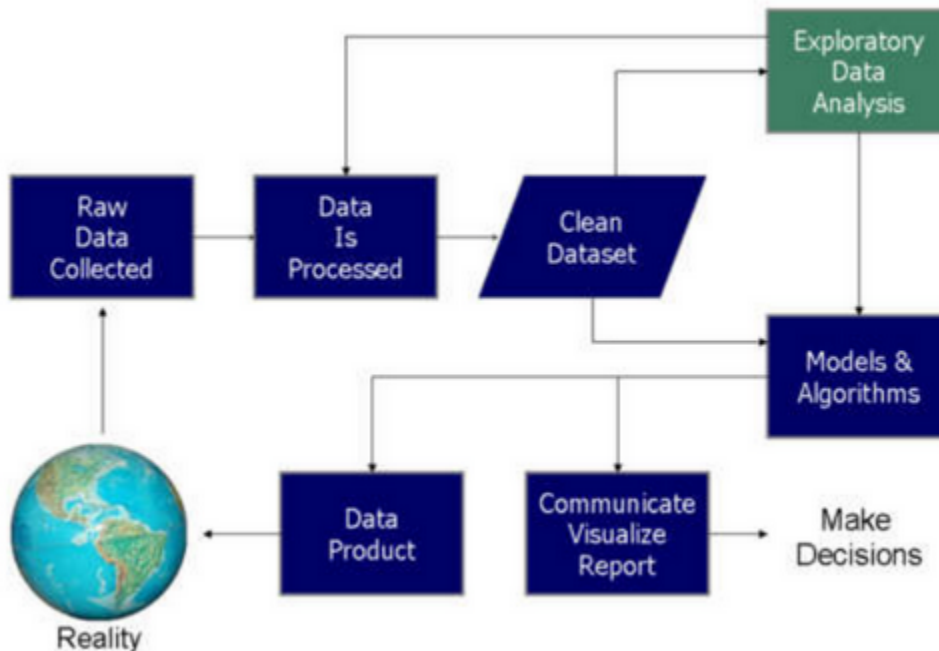 Exploratory
Data
Analysis
Raw
Data
Collected
Data
Is
Processed
Clean
Dataset
Models &
Algorithms
Data
Product
Communicate
Visualize
Report
Make
Decisions
Reality